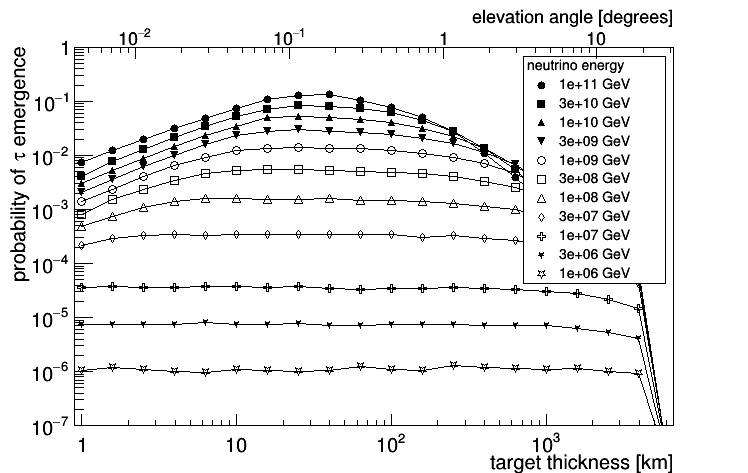 elevation angle [degrees]
10⁻² 10⁻¹ 1 10
probability of τ emergence
1
10⁻¹
10⁻²
10⁻³
10⁻⁴
10⁻⁵
10⁻⁶
10⁻⁷
neutrino energy
1e+11 GeV
3e+10 GeV
1e+10 GeV
3e+09 GeV
1e+09 GeV
3e+08 GeV
1e+08 GeV
3e+07 GeV
1e+07 GeV
3e+06 GeV
1e+06 GeV
1 10 10² 10³
target thickness [km]